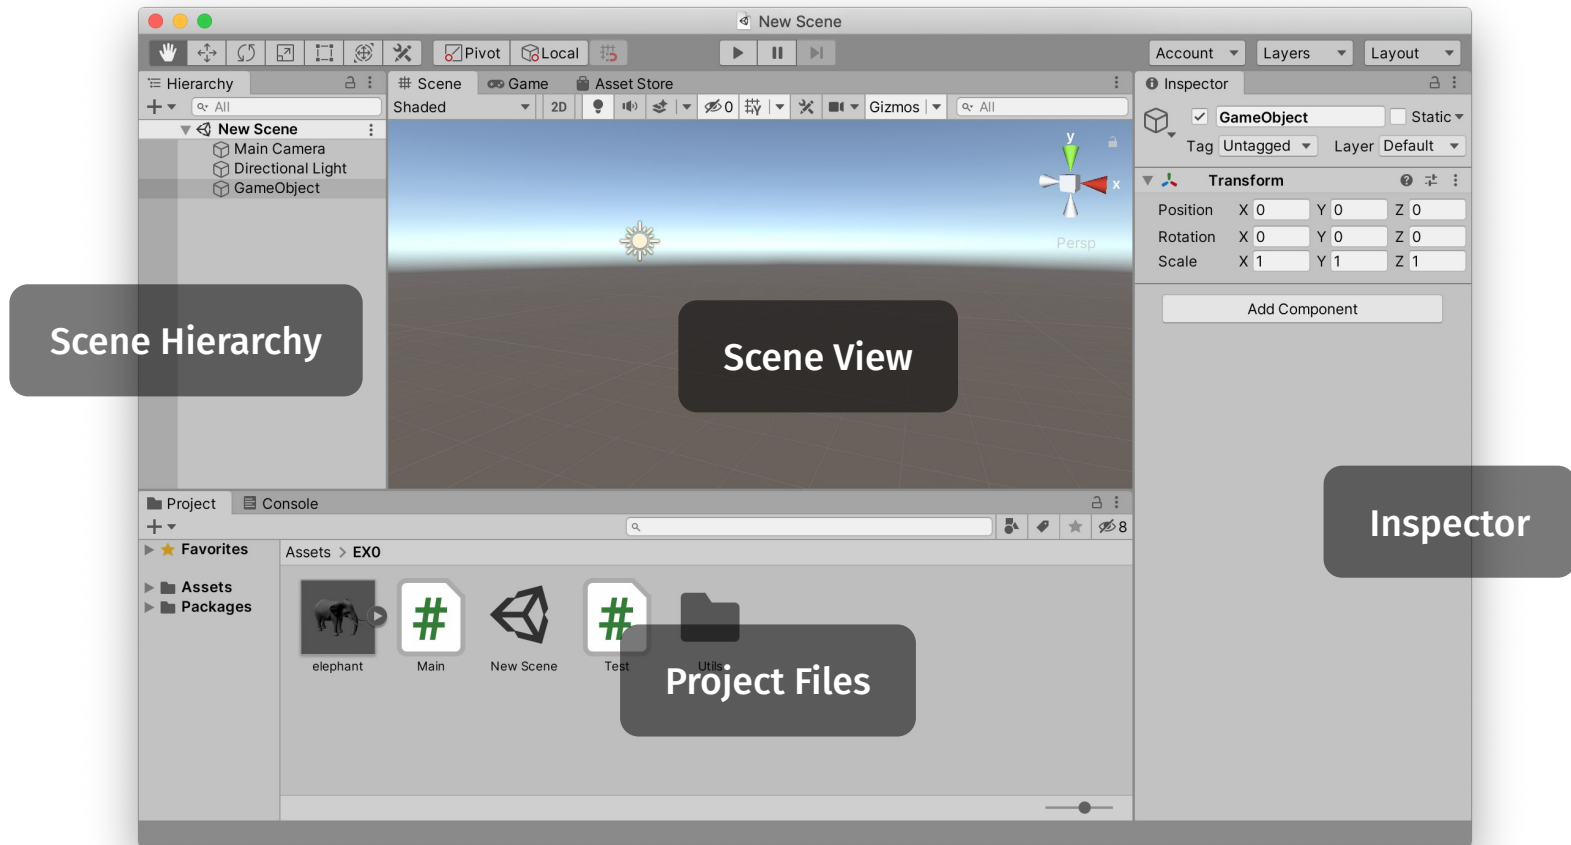 New Scene
Pivot Local Account Layers Layout
Hierarchy
All
New Scene
Main Camera
Directional Light
GameObject
Scene Game Asset Store
Shaded 2D 0 Gizmos All
y
x
Persp
Inspector
GameObject Static
Tag Untagged Layer Default
Transform
Position X 0 Y 0 Z 0
Rotation X 0 Y 0 Z 0
Scale X 1 Y 1 Z 1
Add Component
Scene Hierarchy
Scene View
Inspector
Project Console
8
Favorites
Assets
Packages
Assets > EX0
# #
elephant Main New Scene Test Utils
Project Files